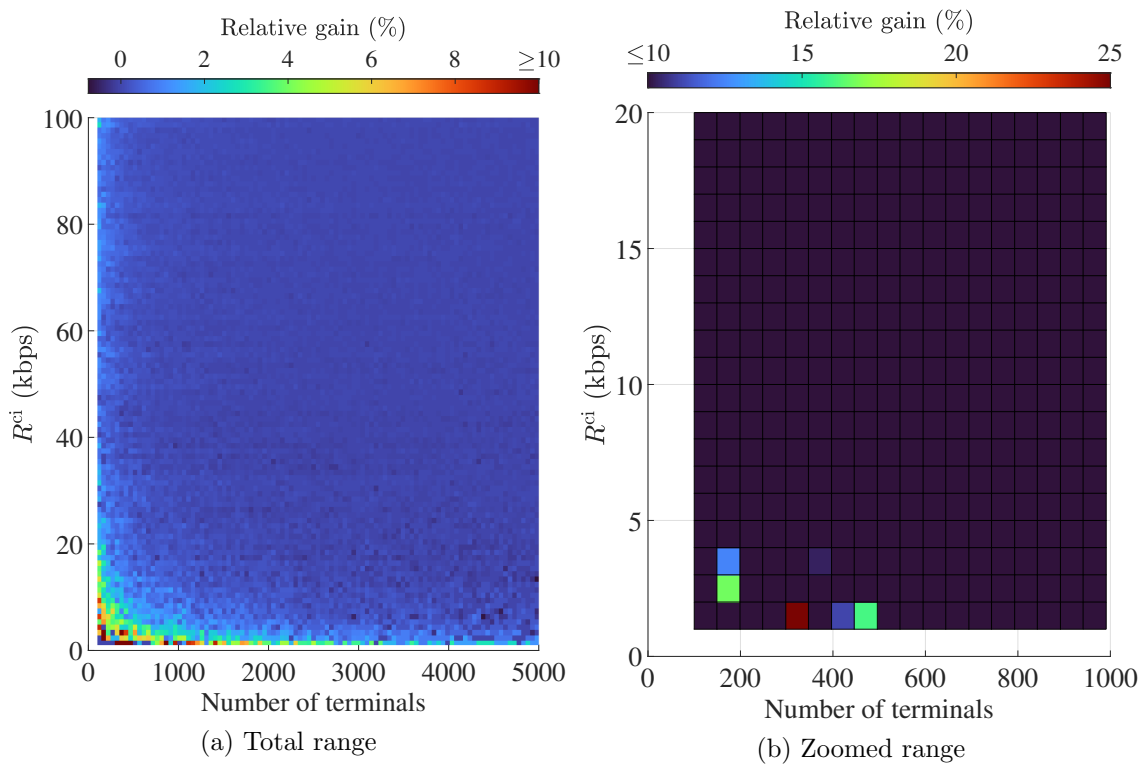 Relative gain (%)
0 2 4 6 8 ≥10
100
80
60
40
20
0
R^ci (kbps)
0 1000 2000 3000 4000 5000
Number of terminals
(a) Total range
Relative gain (%)
≤10 15 20 25
20
15
10
5
0
R^ci (kbps)
0 200 400 600 800 1000
Number of terminals
(b) Zoomed range